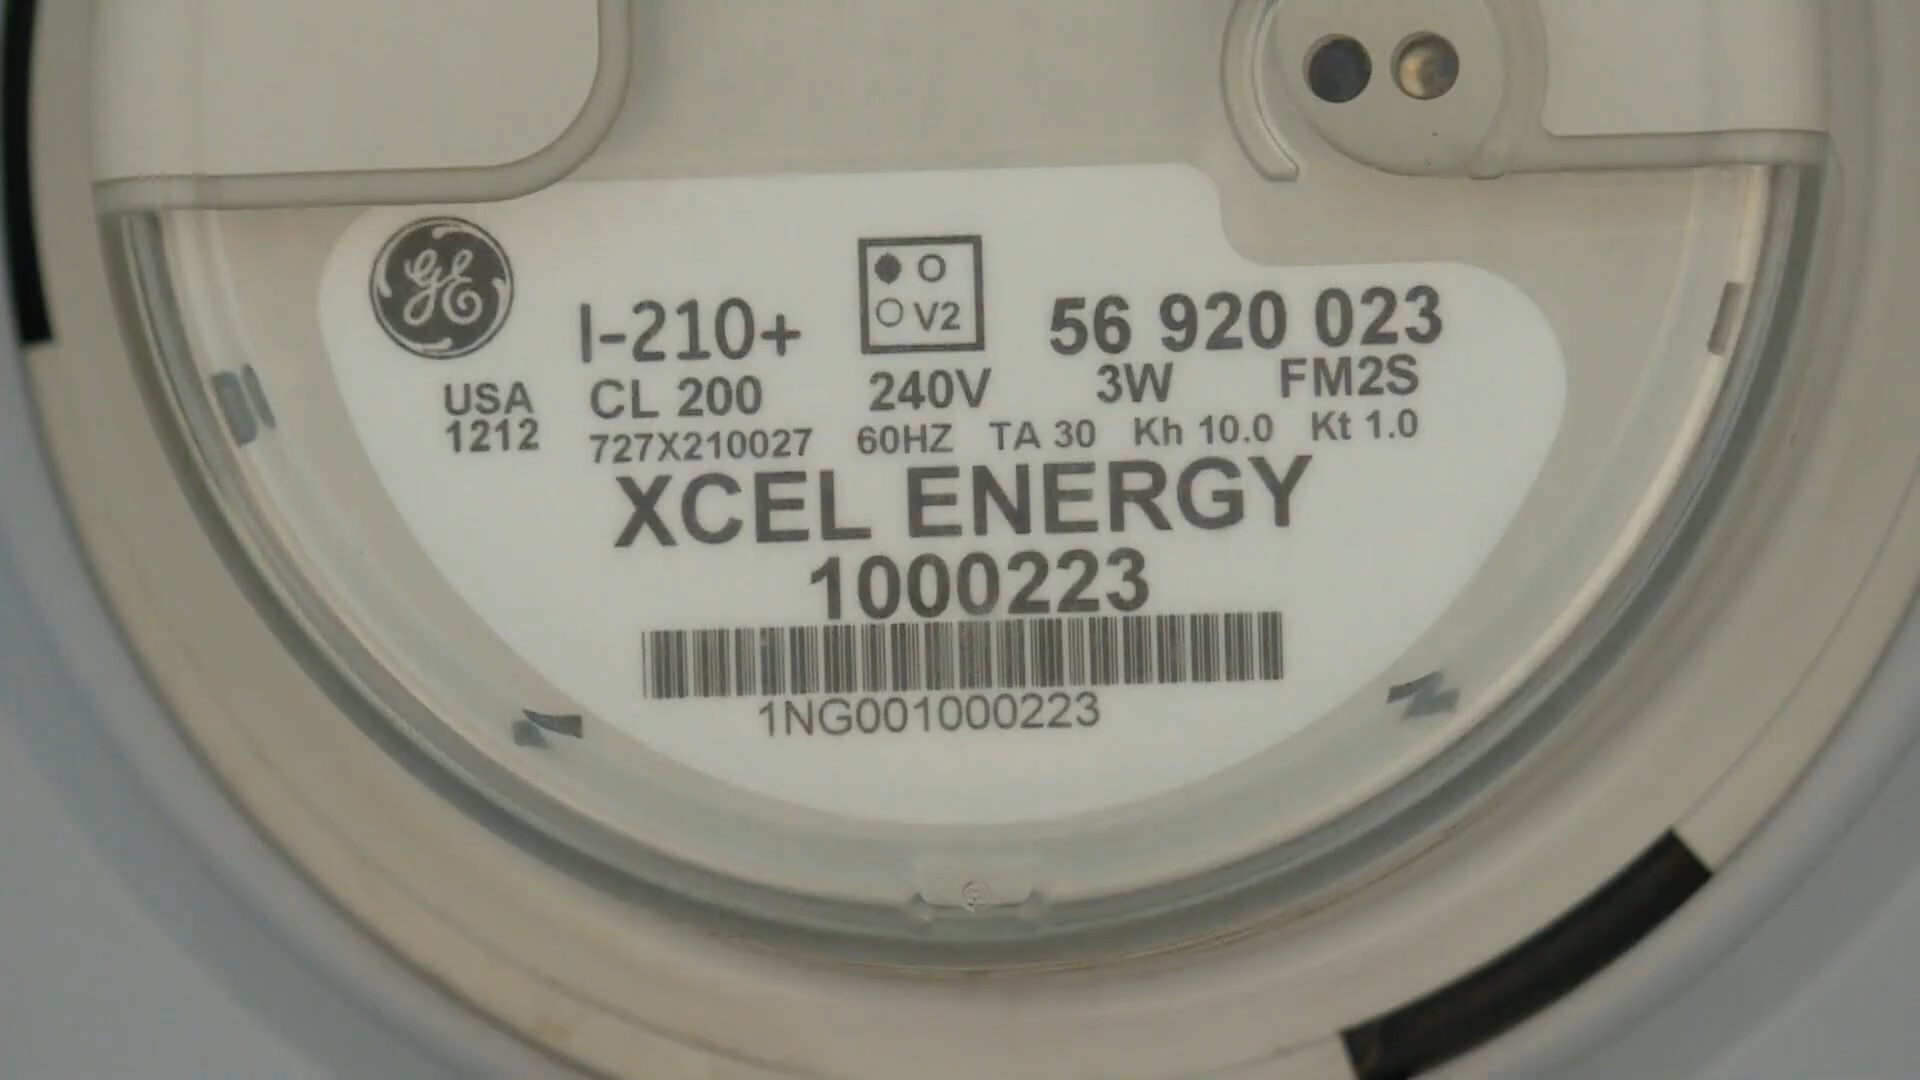 GE
I-210+
V2
56 920 023
USA CL 200 240V 3W FM2S
1212 727X210027 60HZ TA 30 Kh 10.0 Kt 1.0
XCEL ENERGY
1000223
1NG001000223